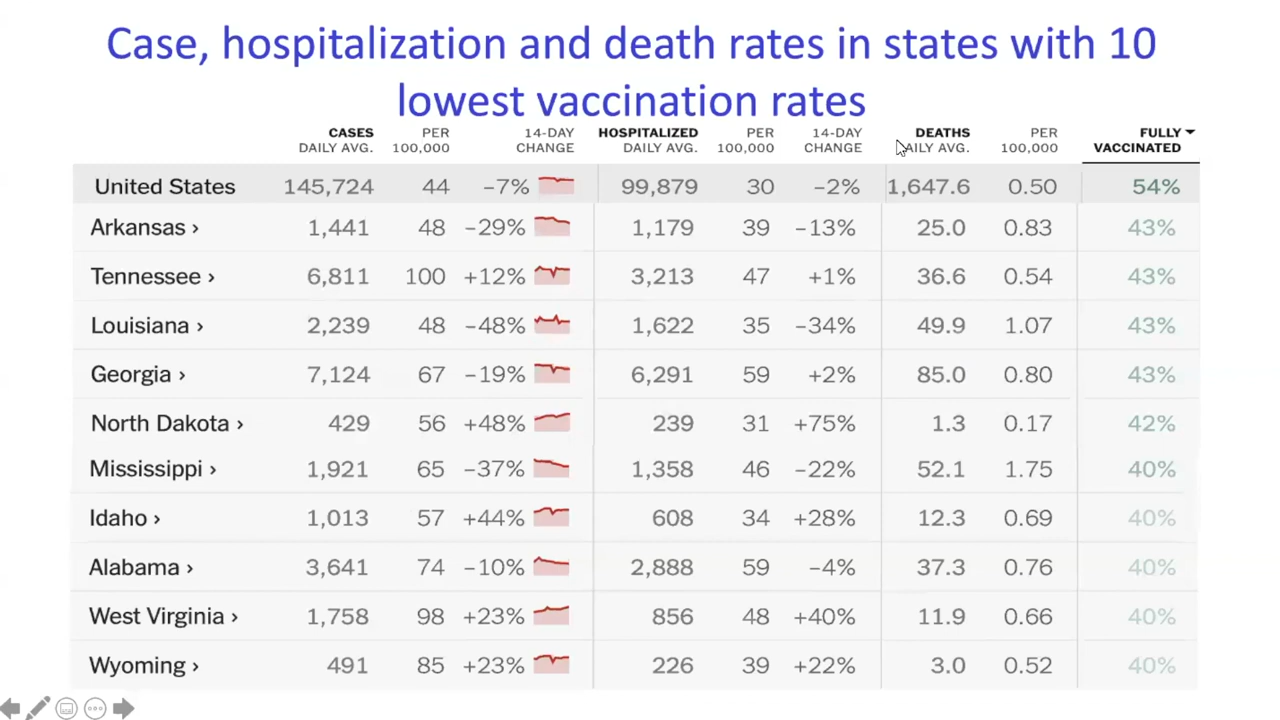 Case, hospitalization and death rates in states with 10
lowest vaccination rates
CASES PER 14-DAY HOSPITALIZED PER 14-DAY DEATHS PER FULLY
DAILY AVG. 100,000 CHANGE DAILY AVG. 100,000 CHANGE DAILY AVG. 100,000 VACCINATED
United States 145,724 44 –7% 99,879 30 –2% 1,647.6 0.50 54%
Arkansas › 1,441 48 –29% 1,179 39 –13% 25.0 0.83 43%
Tennessee › 6,811 100 +12% 3,213 47 +1% 36.6 0.54 43%
Louisiana › 2,239 48 –48% 1,622 35 –34% 49.9 1.07 43%
Georgia › 7,124 67 –19% 6,291 59 +2% 85.0 0.80 43%
North Dakota › 429 56 +48% 239 31 +75% 1.3 0.17 42%
Mississippi › 1,921 65 –37% 1,358 46 –22% 52.1 1.75 40%
Idaho › 1,013 57 +44% 608 34 +28% 12.3 0.69 40%
Alabama › 3,641 74 –10% 2,888 59 –4% 37.3 0.76 40%
West Virginia › 1,758 98 +23% 856 48 +40% 11.9 0.66 40%
Wyoming › 491 85 +23% 226 39 +22% 3.0 0.52 40%